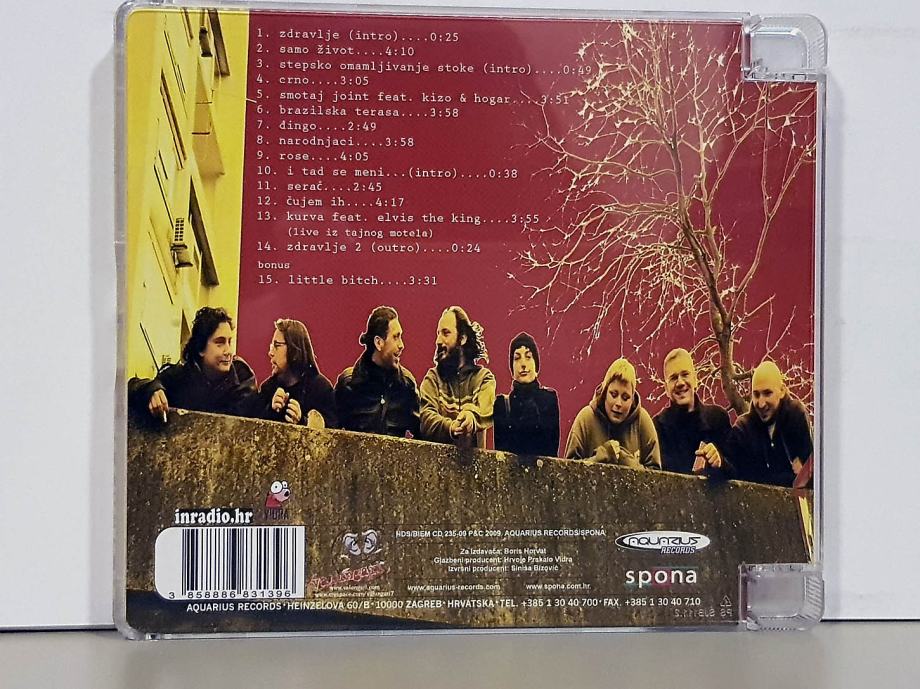 1. zdravlje (intro)....0:25
2. samo život....4:10
3. stepsko omamljivanje stoke (intro)....0:49
4. crno....3:05
5. smotaj joint feat. kizo & hogar....3:51
6. brazilska terasa....3:58
7. đingo....2:49
8. narodnjaci....3:58
9. rose....4:05
10. i tad se meni...(intro)....0:38
11. serač....2:45
12. čujem ih....4:17
13. kurva feat. elvis the king....3:55
(live iz tajnog motela)
14. zdravlje 2 (outro)....0:24
bonus
15. little bitch....3:31
inradio.hr
VIDRA
NDS/BIEM CD 235-09 P&C 2009. AQUARIUS RECORDS/SPONA
Za izdavača: Boris Horvat
Glazbeni producent: Hrvoje Prskalo Vidra
Izvršni producent: Siniša Bizović
AQUARIUS
RECORDS
www.aquarius-records.com
www.spona.com.hr
spona
3 858886 831396
AQUARIUS RECORDS · HEINZELOVA 60/B · 10000 ZAGREB · HRVATSKA · TEL. +385 1 30 40 700 · FAX. +385 1 30 40 710